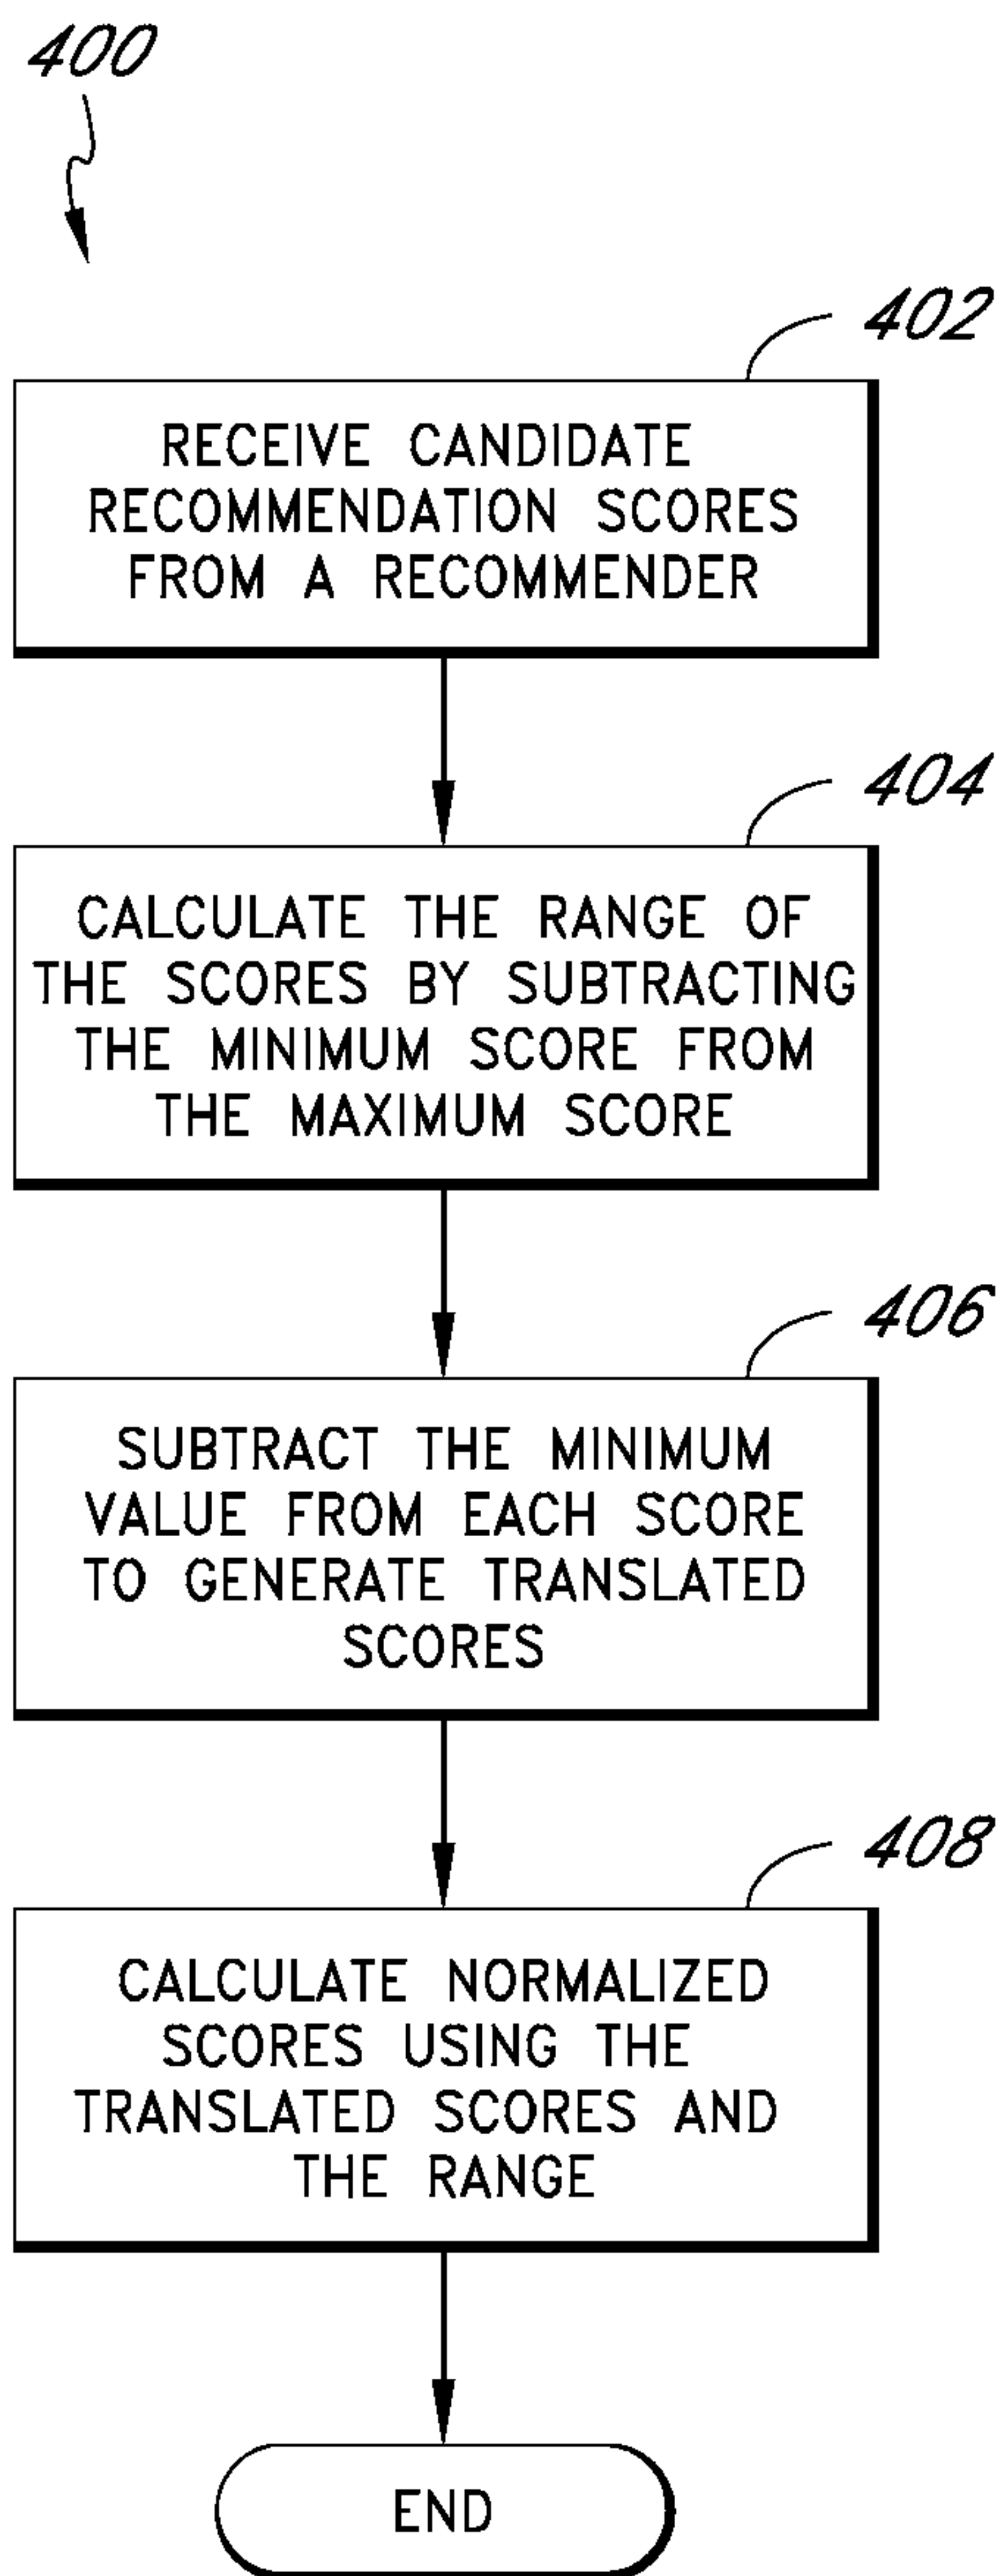 400
402
RECEIVE CANDIDATE
RECOMMENDATION SCORES
FROM A RECOMMENDER
404
CALCULATE THE RANGE OF
THE SCORES BY SUBTRACTING
THE MINIMUM SCORE FROM
THE MAXIMUM SCORE
406
SUBTRACT THE MINIMUM
VALUE FROM EACH SCORE
TO GENERATE TRANSLATED
SCORES
408
CALCULATE NORMALIZED
SCORES USING THE
TRANSLATED SCORES AND
THE RANGE
END